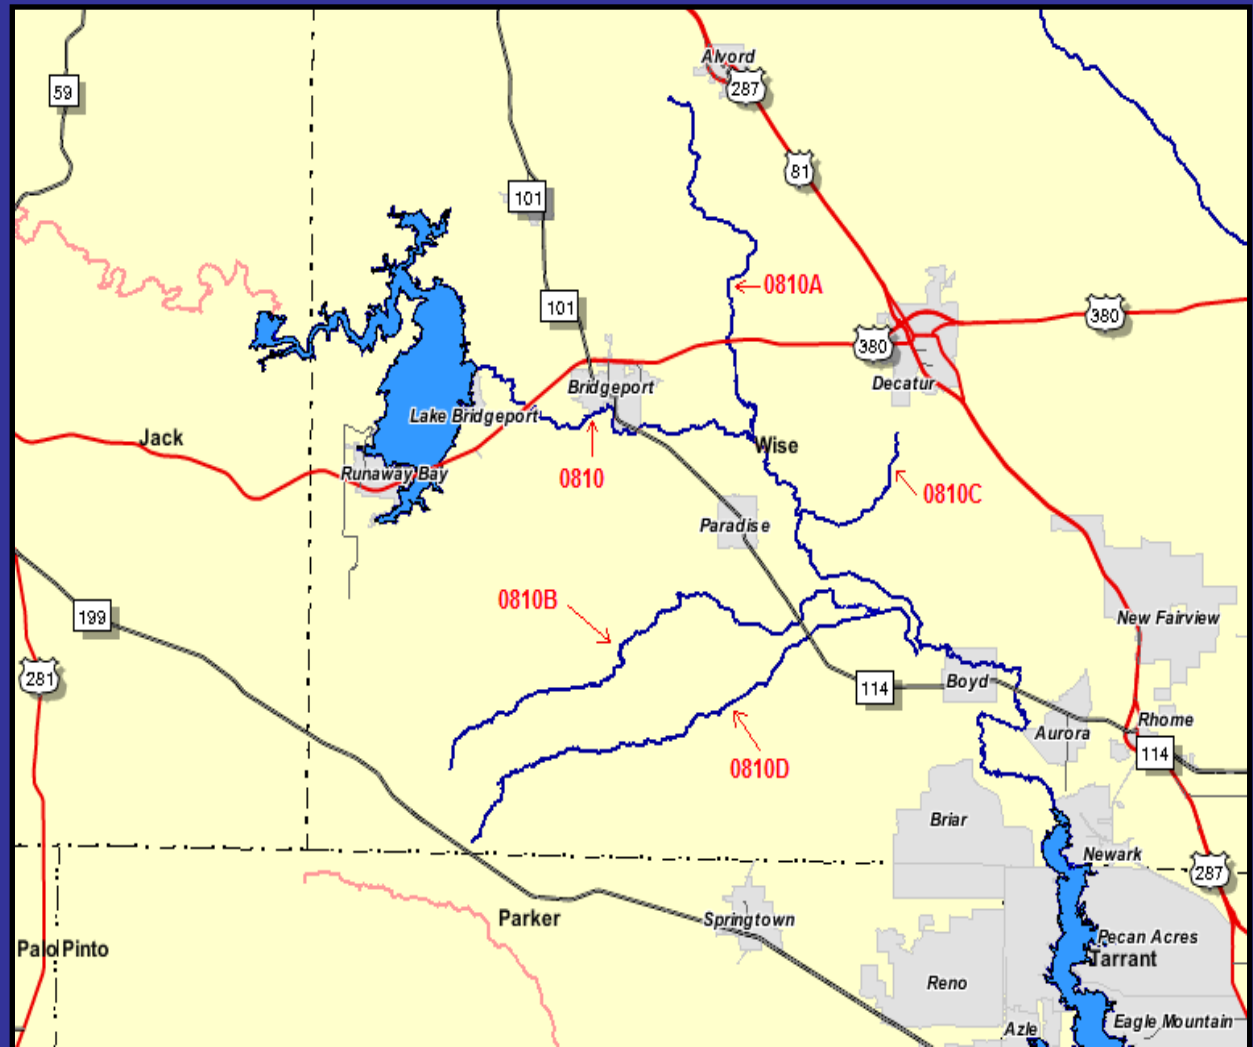 Alvord
59
287
81
101
0810A
101
380
380
Bridgeport
Decatur
Lake Bridgeport
Jack
Wise
Runaway Bay
0810
0810C
Paradise
0810B
199
New Fairview
281
Boyd
114
Rhome
Aurora
114
0810D
Briar
Newark
287
Parker
Springtown
Palo Pinto
Pecan Acres
Tarrant
Reno
Azle
Eagle Mountain